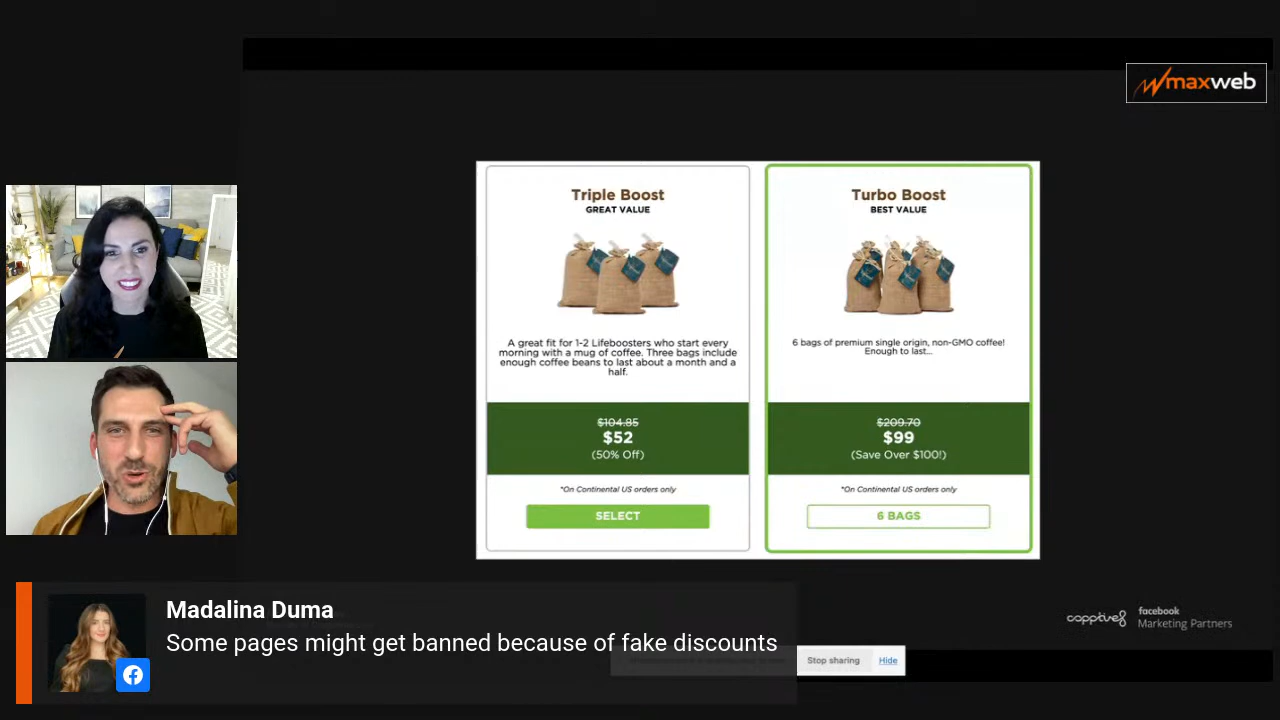 maxweb
Triple Boost
GREAT VALUE
A great fit for 1-2 Lifeboosters who start every
morning with a mug of coffee. Three bags include
enough coffee beans to last about a month and a
half.
$104.85
$52
(50% Off)
*On Continental US orders only
SELECT
Turbo Boost
BEST VALUE
6 bags of premium single origin, non-GMO coffee!
Enough to last...
$209.70
$99
(Save Over $100!)
*On Continental US orders only
6 BAGS
Madalina Duma
Some pages might get banned because of fake discounts
Stop sharing
Hide
captiv8
facebook
Marketing Partners